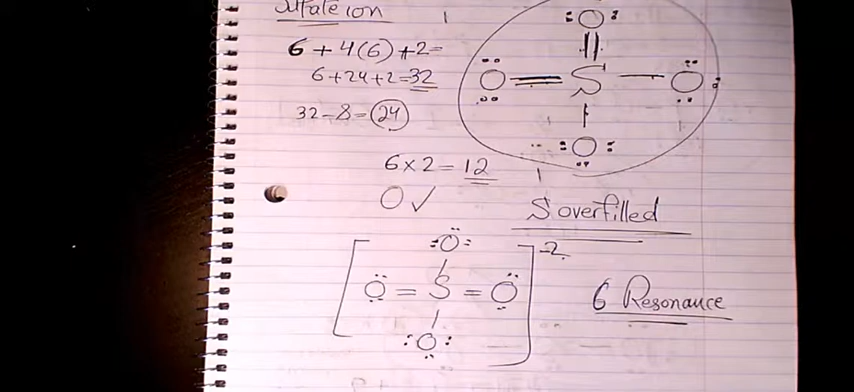 Sulfate ion
6 + 4(6) + 2 =
6 + 24 + 2 = 32
32 - 8 = 24
6 x 2 = 12
O ✓
O
O = S — O
O
S overfilled
[ O -2
O = S = O
O ]
6 Resonance